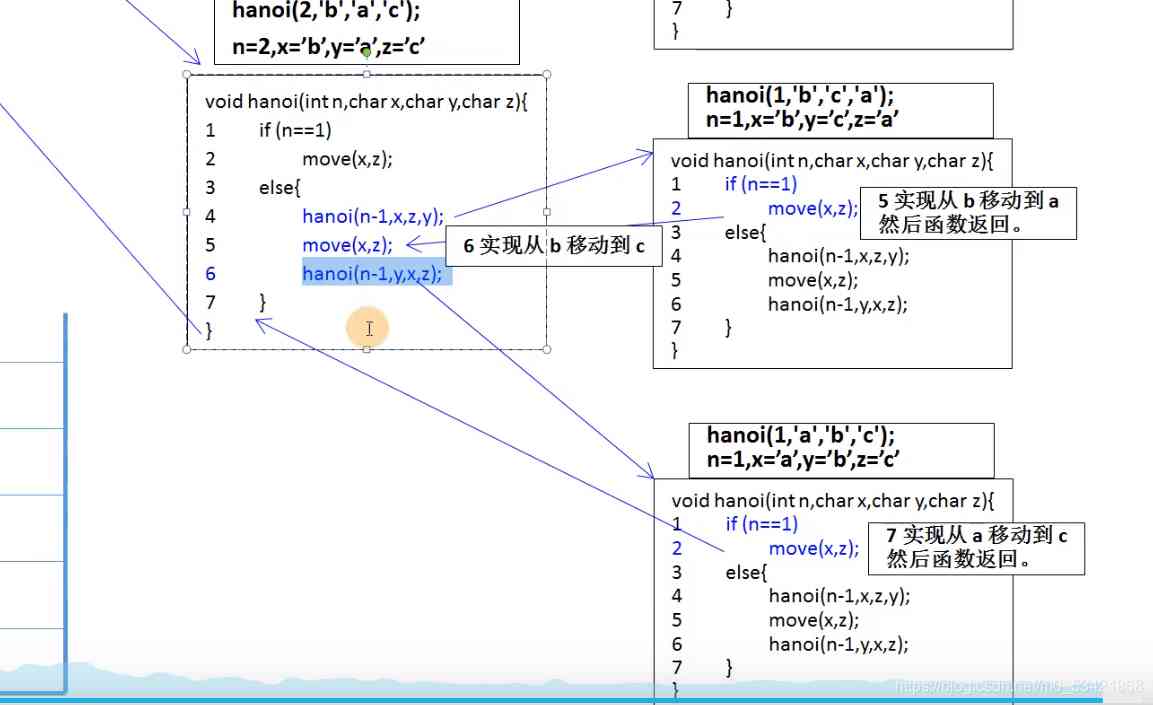 hanoi(2,'b','a','c');
n=2,x=’b’,y=’a’,z=’c’
void hanoi(int n,char x,char y,char z){
1 if (n==1)
2 move(x,z);
3 else{
4 hanoi(n-1,x,z,y);
5 move(x,z);
6 hanoi(n-1,y,x,z);
7 }
}
6 实现从 b 移动到 c
7 }
}
hanoi(1,'b','c','a');
n=1,x=’b’,y=’c’,z=’a’
void hanoi(int n,char x,char y,char z){
1 if (n==1)
2 move(x,z);
3 else{
4 hanoi(n-1,x,z,y);
5 move(x,z);
6 hanoi(n-1,y,x,z);
7 }
}
5 实现从 b 移动到 a
然后函数返回。
hanoi(1,'a','b','c');
n=1,x=’a’,y=’b’,z=’c’
void hanoi(int n,char x,char y,char z){
1 if (n==1)
2 move(x,z);
3 else{
4 hanoi(n-1,x,z,y);
5 move(x,z);
6 hanoi(n-1,y,x,z);
7 }
}
7 实现从 a 移动到 c
然后函数返回。